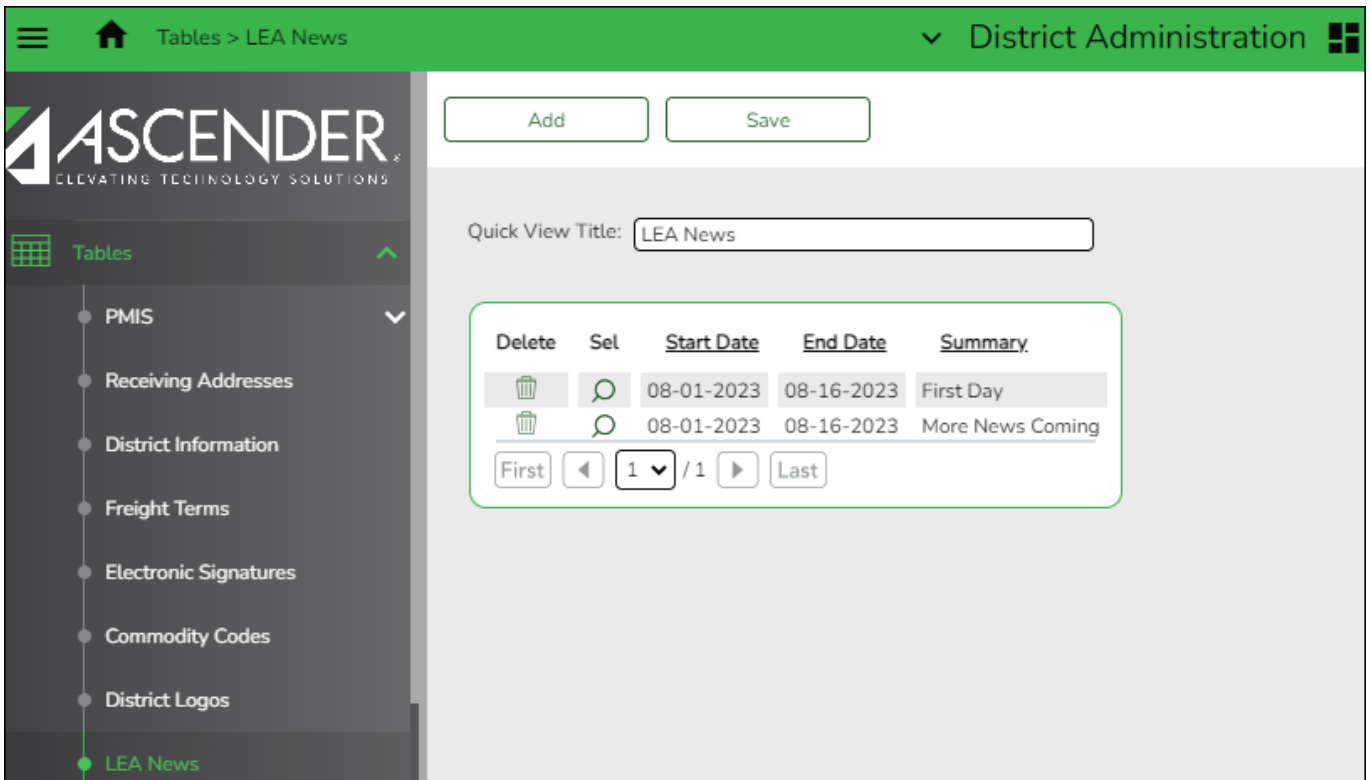 Tables > LEA News
District Administration
ASCENDER
ELEVATING TECHNOLOGY SOLUTIONS
Tables
PMIS
Receiving Addresses
District Information
Freight Terms
Electronic Signatures
Commodity Codes
District Logos
LEA News
Add Save
Quick View Title: LEA News
Delete Sel Start Date End Date Summary
08-01-2023 08-16-2023 First Day
08-01-2023 08-16-2023 More News Coming
First 1 / 1 Last